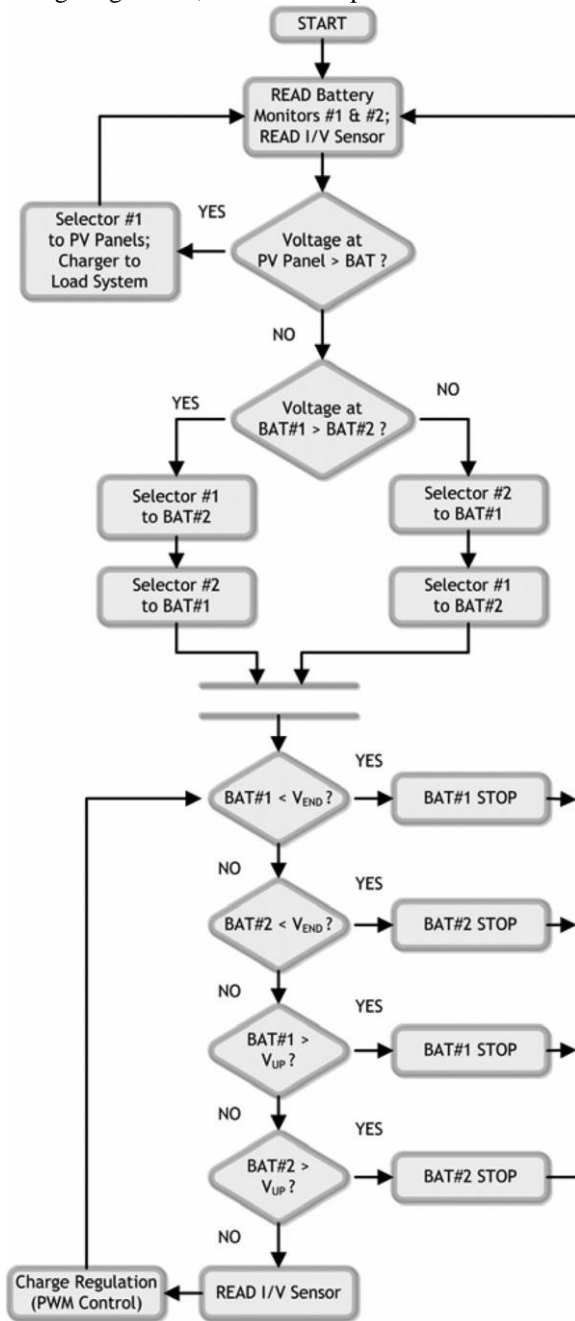 START
READ Battery
Monitors #1 & #2;
READ I/V Sensor
Selector #1
to PV Panels;
Charger to
Load System
YES
Voltage at
PV Panel > BAT ?
NO
YES
Voltage at
BAT#1 > BAT#2 ?
NO
Selector #1
to BAT#2
Selector #2
to BAT#1
Selector #2
to BAT#1
Selector #1
to BAT#2
BAT#1 < VEND ?
YES
BAT#1 STOP
NO
BAT#2 < VEND?
YES
BAT#2 STOP
NO
BAT#1 >
VUP ?
YES
BAT#1 STOP
NO
BAT#2 >
VUP ?
YES
BAT#2 STOP
NO
Charge Regulation
(PWM Control)
READ I/V Sensor